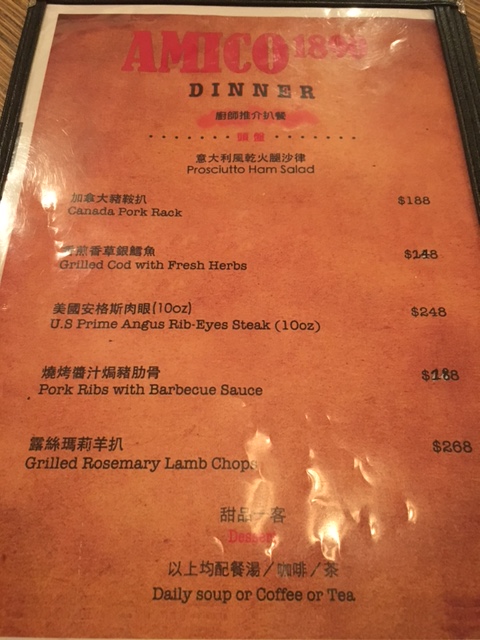 AMICO
DINNER
廚師推介扒餐
頭盤
意大利風乾火腿沙律
Prosciutto Ham Salad
加拿大豬鞍扒 $188
Canada Pork Rack
煎香草銀鱈魚 $148
Grilled Cod with Fresh Herbs
美國安格斯肉眼(10oz) $248
U.S Prime Angus Rib-Eyes Steak (10oz)
燒烤醬汁焗豬肋骨
Pork Ribs with Barbecue Sauce
露絲瑪莉羊扒 $268
Grilled Rosemary Lamb Chops
甜品一客
Dessert
以上均配餐湯／咖啡／茶
Daily soup or Coffee or Tea